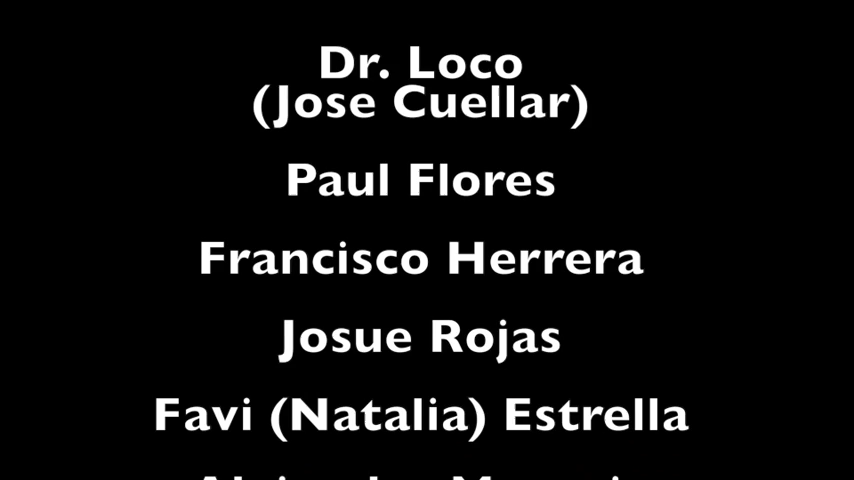 Dr. Loco
(Jose Cuellar)
Paul Flores
Francisco Herrera
Josue Rojas
Favi (Natalia) Estrella